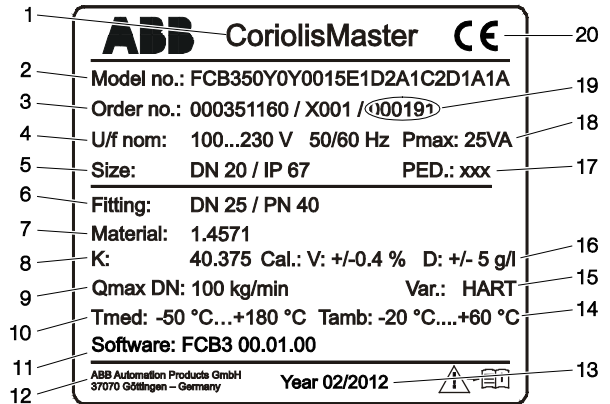 1 ABB CoriolisMaster CE 20
2 Model no.: FCB350Y0Y0015E1D2A1C2D1A1A
3 Order no.: 000351160 / X001 / 000191 19
4 U/f nom: 100...230 V 50/60 Hz Pmax: 25VA 18
5 Size: DN 20 / IP 67 PED.: xxx 17
6 Fitting: DN 25 / PN 40
7 Material: 1.4571
8 K: 40.375 Cal.: V: +/-0.4 % D: +/- 5 g/l 16
9 Qmax DN: 100 kg/min Var.: HART 15
10 Tmed: -50 °C...+180 °C Tamb: -20 °C....+60 °C 14
11 Software: FCB3 00.01.00
12 ABB Automation Products GmbH
37070 Göttingen – Germany Year 02/2012 13